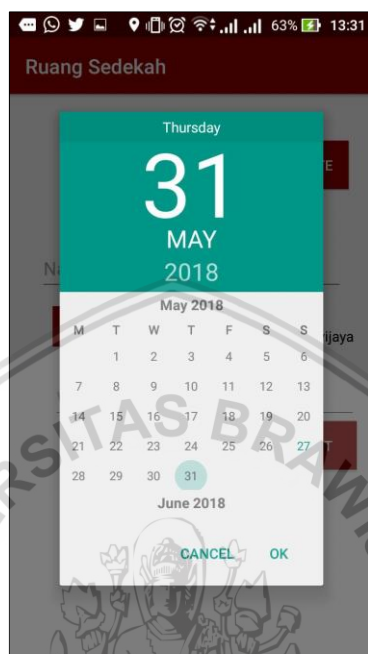 63% 13:31
Ruang Sedekah
Thursday
31
MAY
2018
May 2018
M T W T F S S
1 2 3 4 5 6
7 8 9 10 11 12 13
14 15 16 17 18 19 20
21 22 23 24 25 26 27
28 29 30 31
June 2018
CANCEL OK